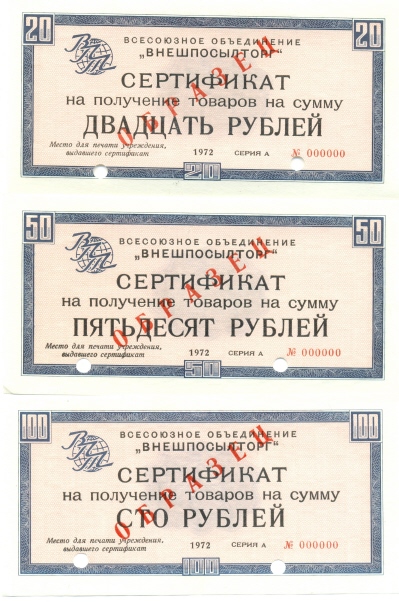 20 20
ВПТ
ВСЕСОЮЗНОЕ ОБЪЕДИНЕНИЕ
„ВНЕШПОСЫЛТОРГ"
СЕРТИФИКАТ
на получение товаров на сумму
ДВАДЦАТЬ РУБЛЕЙ
ОБРАЗЕЦ
Место для печати учреждения,
выдавшего сертификат
1972 СЕРИЯ А № 000000
20
50 50
ВПТ
ВСЕСОЮЗНОЕ ОБЪЕДИНЕНИЕ
„ВНЕШПОСЫЛТОРГ"
СЕРТИФИКАТ
на получение товаров на сумму
ПЯТЬДЕСЯТ РУБЛЕЙ
ОБРАЗЕЦ
Место для печати учреждения,
выдавшего сертификат
1972 СЕРИЯ А № 000000
50
100 100
ВПТ
ВСЕСОЮЗНОЕ ОБЪЕДИНЕНИЕ
„ВНЕШПОСЫЛТОРГ"
СЕРТИФИКАТ
на получение товаров на сумму
СТО РУБЛЕЙ
ОБРАЗЕЦ
Место для печати учреждения,
выдавшего сертификат
1972 СЕРИЯ А № 000000
100